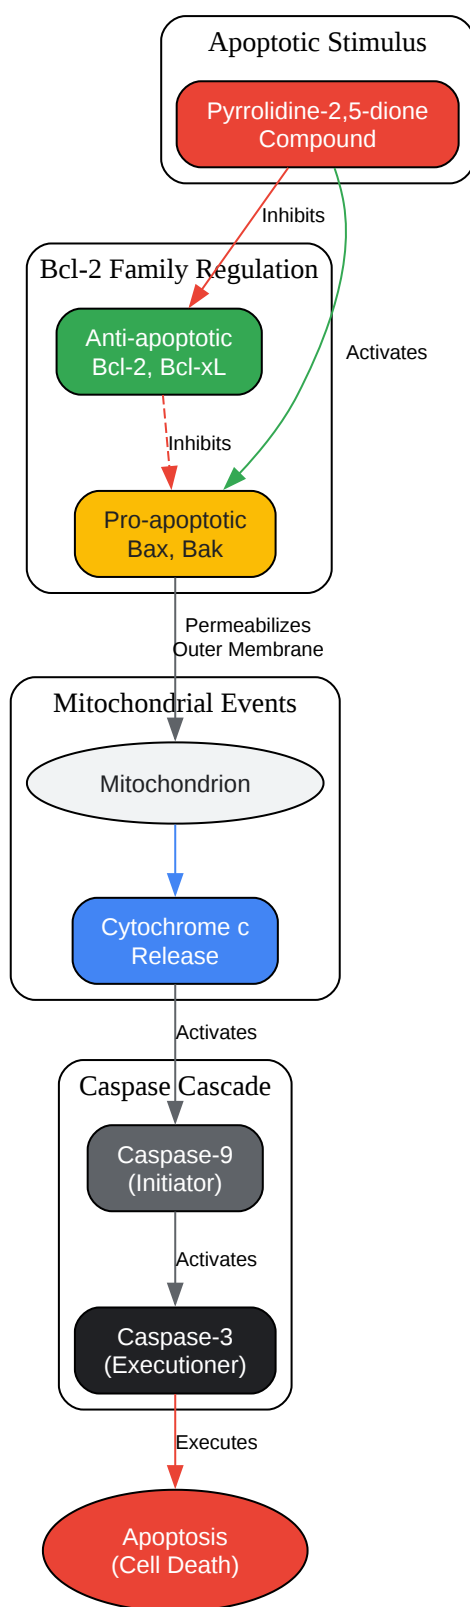 Apoptotic Stimulus
Pyrrolidine-2,5-dione
Compound
Inhibits
Bcl-2 Family Regulation
Anti-apoptotic
Bcl-2, Bcl-xL
Activates
Inhibits
Pro-apoptotic
Bax, Bak
Permeabilizes
Outer Membrane
Mitochondrial Events
Mitochondrion
Cytochrome c
Release
Activates
Caspase Cascade
Caspase-9
(Initiator)
Activates
Caspase-3
(Executioner)
Executes
Apoptosis
(Cell Death)